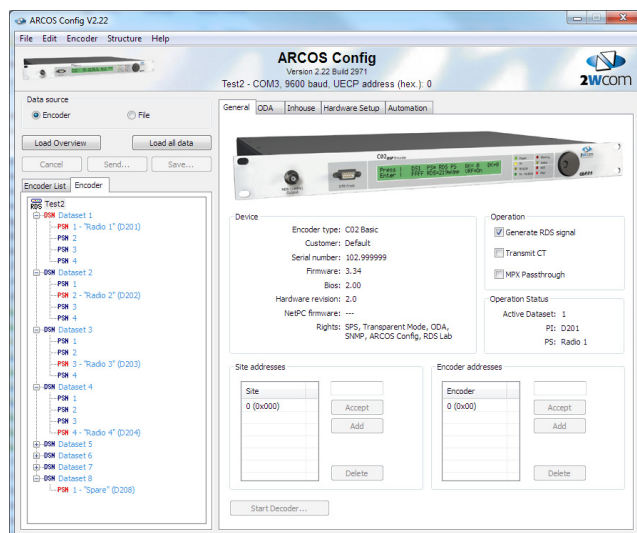 ARCOS Config V2.22
File Edit Encoder Structure Help
ARCOS Config
Version 2.22 Build 2971
Test2 - COM3, 9600 baud, UECP address (hex.): 0
2wcom
Data source
Encoder
File
Load Overview
Load all data
Cancel
Send...
Save...
Encoder List
Encoder
RDS Test2
DSN Dataset 1
PSN 1 - "Radio 1" (D201)
PSN 2
PSN 3
PSN 4
DSN Dataset 2
PSN 1
PSN 2 - "Radio 2" (D202)
PSN 3
PSN 4
DSN Dataset 3
PSN 1
PSN 2
PSN 3 - "Radio 3" (D203)
PSN 4
DSN Dataset 4
PSN 1
PSN 2
PSN 3
PSN 4 - "Radio 4" (D204)
DSN Dataset 5
DSN Dataset 6
DSN Dataset 7
DSN Dataset 8
PSN 1 - "Spare" (D208)
General
ODA
Inhouse
Hardware Setup
Automation
C02
Encoder
Press
Enter
Device
Encoder type: C02 Basic
Customer: Default
Serial number: 102.999999
Firmware: 3.34
Bios: 2.00
Hardware revision: 2.0
NetPC firmware: ---
Rights: SPS, Transparent Mode, ODA,
SNMP, ARCOS Config, RDS Lab
Operation
Generate RDS signal
Transmit CT
MPX Passthrough
Operation Status
Active Dataset: 1
PI: D201
PS: Radio 1
Site addresses
Site
0 (0x000)
Accept
Add
Delete
Encoder addresses
Encoder
0 (0x00)
Accept
Add
Delete
Start Decoder...